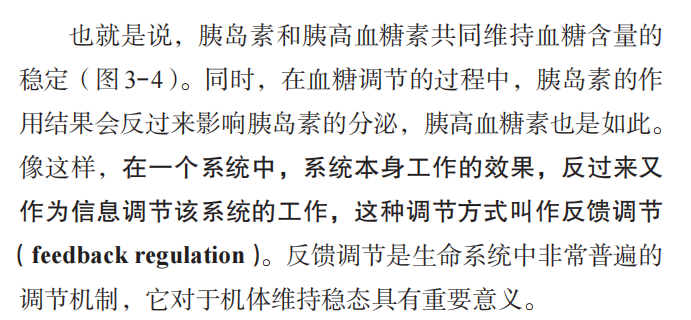 也就是说，胰岛素和胰高血糖素共同维持血糖含量的
稳定（图3-4）。同时，在血糖调节的过程中，胰岛素的作
用结果会反过来影响胰岛素的分泌，胰高血糖素也是如此。
像这样，在一个系统中，系统本身工作的效果，反过来又
作为信息调节该系统的工作，这种调节方式叫作反馈调节
（feedback regulation）。反馈调节是生命系统中非常普遍的
调节机制，它对于机体维持稳态具有重要意义。